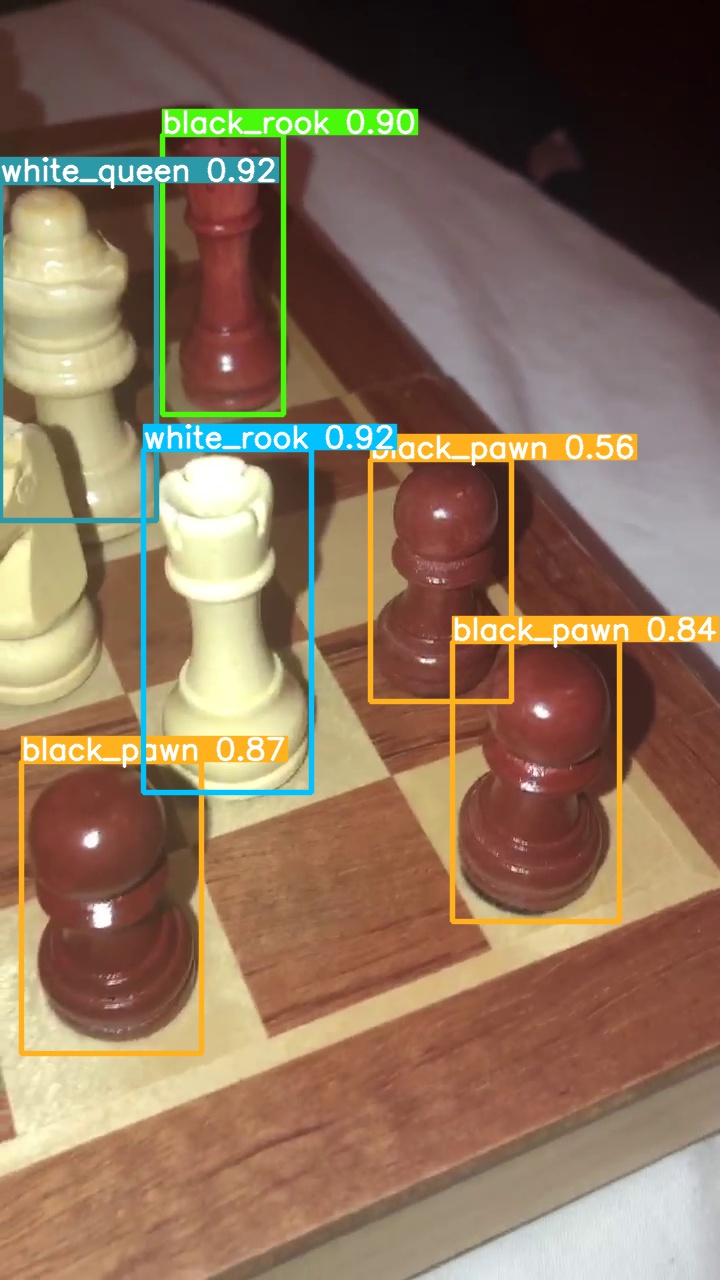 black_rook 0.90
white_queen 0.92
white_rook 0.92
black_pawn 0.56
black_pawn 0.84
black_pawn 0.87